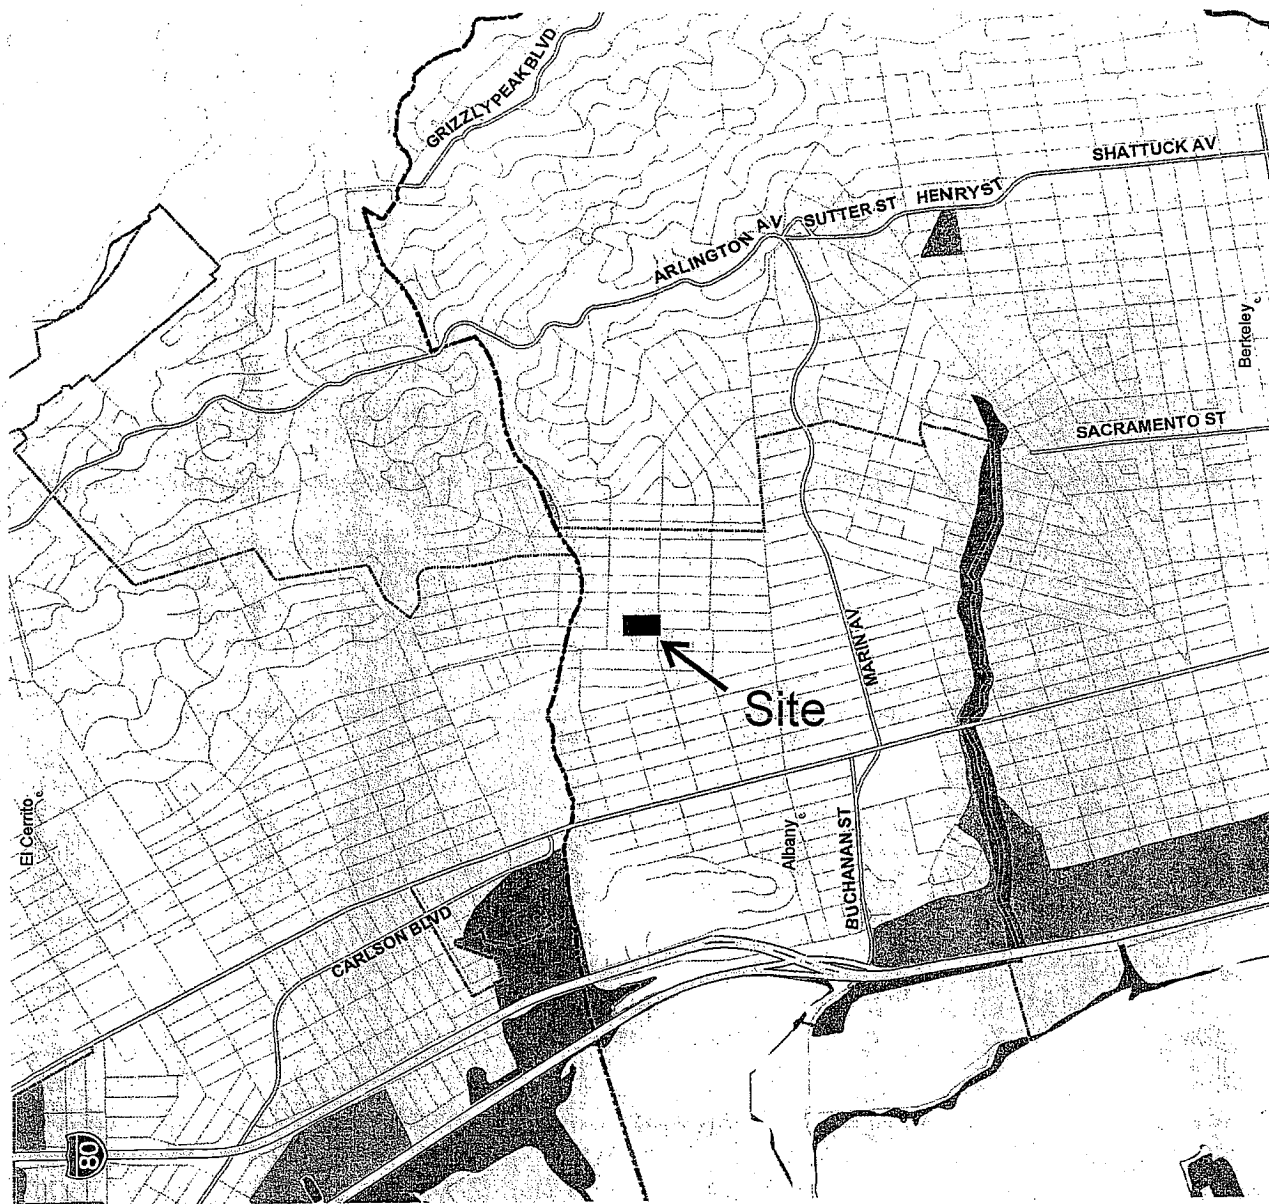 GRIZZLY PEAK BLVD
SHATTUCK AV
HENRY ST
SUTTER ST
ARLINGTON AV
Berkeley
SACRAMENTO ST
MARIN AV
Site
El Cerrito
Albany
BUCHANAN ST
CARLSON BLVD
80